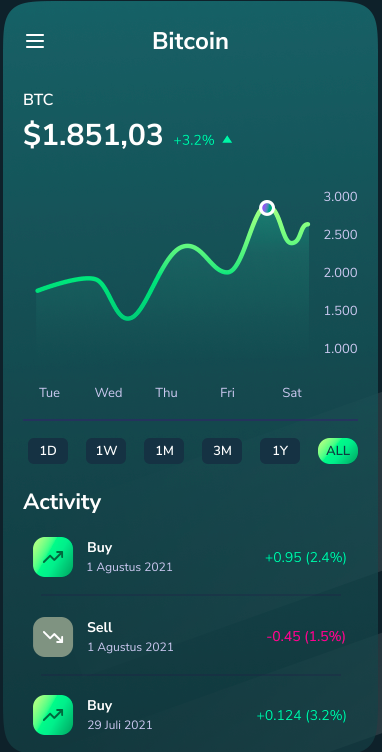 Bitcoin
BTC
$1.851,03 +3.2%
3.000
2.500
2.000
1.500
1.000
Tue Wed Thu Fri Sat
1D 1W 1M 3M 1Y ALL
Activity
Buy
1 Agustus 2021
+0.95 (2.4%)
Sell
1 Agustus 2021
-0.45 (1.5%)
Buy
29 Juli 2021
+0.124 (3.2%)